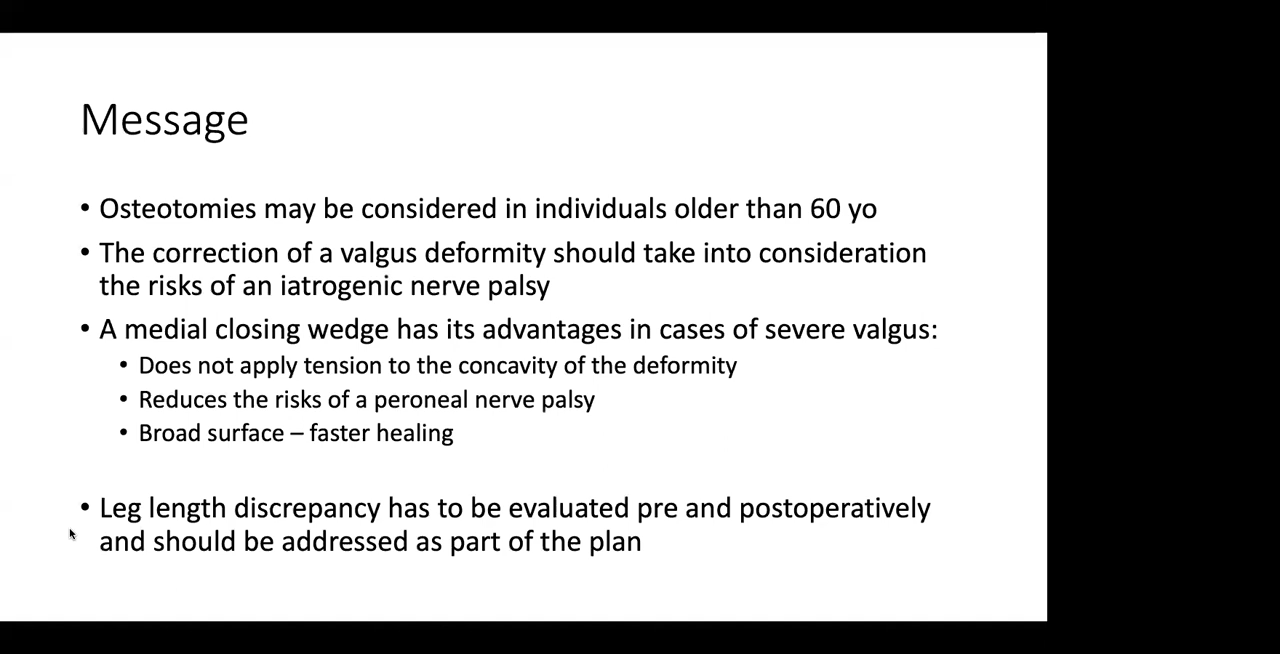 Message
• Osteotomies may be considered in individuals older than 60 yo
• The correction of a valgus deformity should take into consideration
the risks of an iatrogenic nerve palsy
• A medial closing wedge has its advantages in cases of severe valgus:
• Does not apply tension to the concavity of the deformity
• Reduces the risks of a peroneal nerve palsy
• Broad surface – faster healing
• Leg length discrepancy has to be evaluated pre and postoperatively
and should be addressed as part of the plan